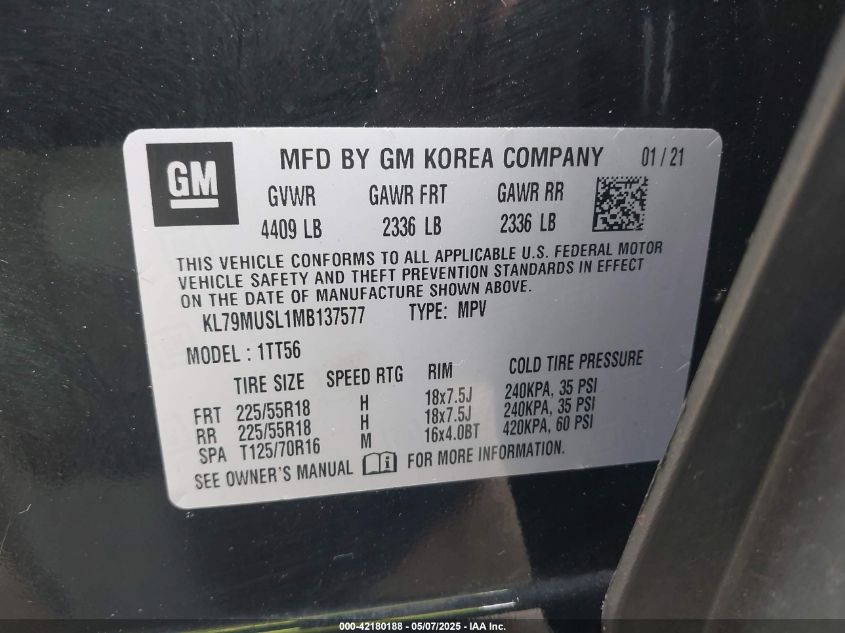 GM
MFD BY GM KOREA COMPANY 01/21
GVWR GAWR FRT GAWR RR
4409 LB 2336 LB 2336 LB
THIS VEHICLE CONFORMS TO ALL APPLICABLE U.S. FEDERAL MOTOR
VEHICLE SAFETY AND THEFT PREVENTION STANDARDS IN EFFECT
ON THE DATE OF MANUFACTURE SHOWN ABOVE.
KL79MUSL1MB137577 TYPE: MPV
MODEL : 1TT56
TIRE SIZE SPEED RTG RIM COLD TIRE PRESSURE
FRT 225/55R18 H 18x7.5J 240KPA, 35 PSI
RR 225/55R18 H 18x7.5J 240KPA, 35 PSI
SPA T125/70R16 M 16x4.0BT 420KPA, 60 PSI
SEE OWNER'S MANUAL FOR MORE INFORMATION.
000-42180188 - 05/07/2025 - IAA Inc.